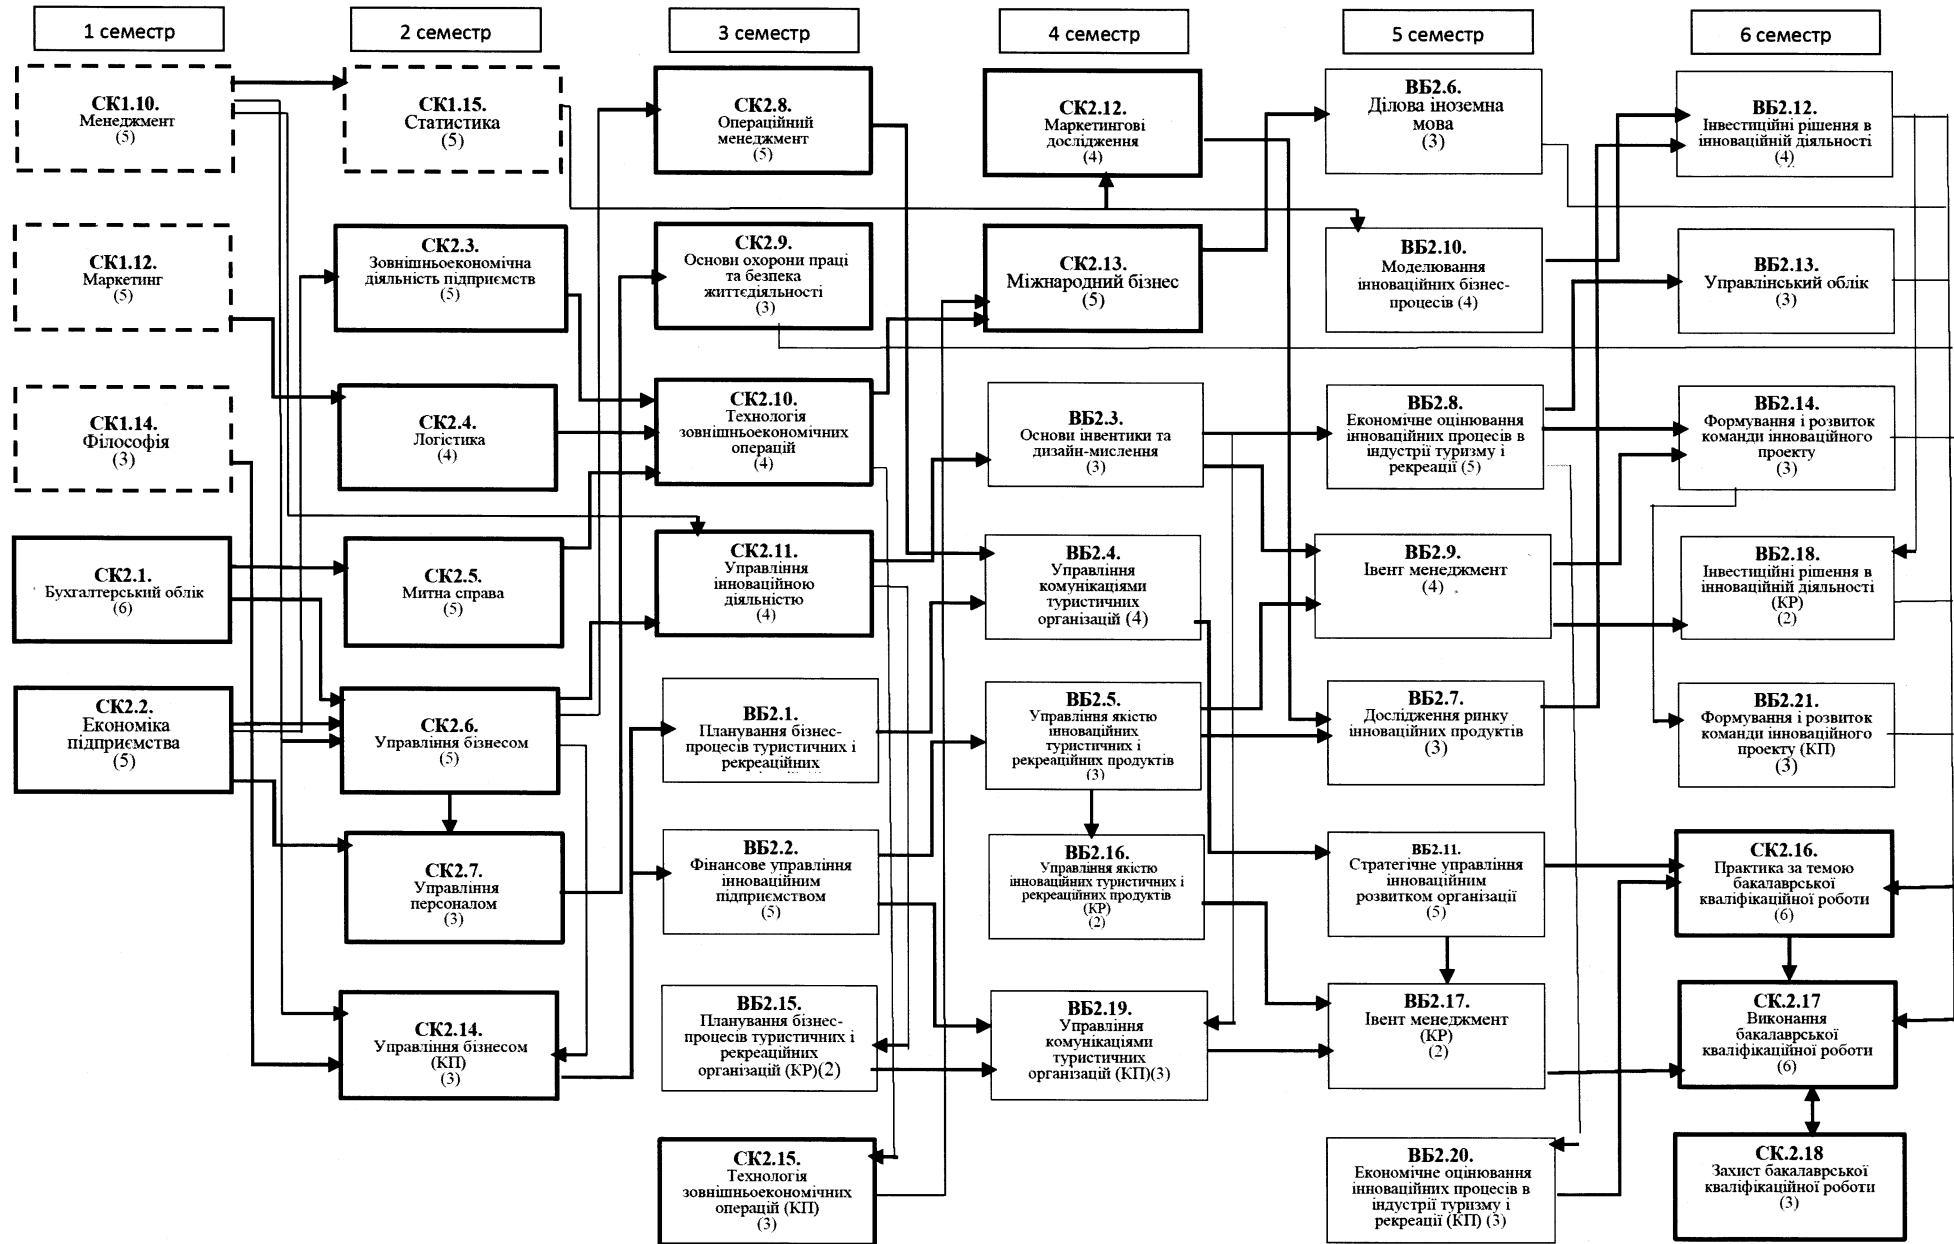 1 семестр
2 семестр
3 семестр
4 семестр
5 семестр
6 семестр
СК1.10.
Менеджмент
(5)
СК1.12.
Маркетинг
(5)
СК1.14.
Філософія
(3)
СК2.1.
Бухгалтерський облік
(6)
СК2.2.
Економіка
підприємства
(5)
СК1.15.
Статистика
(5)
СК2.3.
Зовнішньоекономічна
діяльність підприємств
(5)
СК2.4.
Логістика
(4)
СК2.5.
Митна справа
(5)
СК2.6.
Управління бізнесом
(5)
СК2.7.
Управління
персоналом
(3)
СК2.14.
Управління бізнесом
(КП)
(3)
СК2.8.
Операційний
менеджмент
(5)
СК2.9.
Основи охорони праці
та безпека
життєдіяльності
(3)
СК2.10.
Технологія
зовнішньоекономічних
операцій
(4)
СК2.11.
Управління
інноваційною
діяльністю
(4)
ВБ2.1.
Планування бізнес-
процесів туристичних і
рекреаційних
ВБ2.2.
Фінансове управління
інноваційним
підприємством
(5)
ВБ2.15.
Планування бізнес-
процесів туристичних і
рекреаційних
організацій (КР)(2)
СК2.15.
Технологія
зовнішньоекономічних
операцій (КП)
(3)
СК2.12.
Маркетингові
дослідження
(4)
СК2.13.
Міжнародний бізнес
(5)
ВБ2.3.
Основи інвентики та
дизайн-мислення
(3)
ВБ2.4.
Управління
комунікаціями
туристичних
організацій (4)
ВБ2.5.
Управління якістю
інноваційних
туристичних і
рекреаційних продуктів
(3)
ВБ2.16.
Управління якістю
інноваційних туристичних і
рекреаційних продуктів
(КР)
(2)
ВБ2.19.
Управління
комунікаціями
туристичних
організацій (КП)(3)
ВБ2.6.
Ділова іноземна
мова
(3)
ВБ2.10.
Моделювання
інноваційних бізнес-
процесів (4)
ВБ2.8.
Економічне оцінювання
інноваційних процесів в
індустрії туризму і
рекреації (5)
ВБ2.9.
Івент менеджмент
(4)
ВБ2.7.
Дослідження ринку
інноваційних продуктів
(3)
ВБ2.11.
Стратегічне управління
інноваційним
розвитком організації
(5)
ВБ2.17.
Івент менеджмент
(КР)
(2)
ВБ2.20.
Економічне оцінювання
інноваційних процесів в
індустрії туризму і
рекреації (КП) (3)
ВБ2.12.
Інвестиційні рішення в
інноваційній діяльності
(4)
ВБ2.13.
Управлінський облік
(3)
ВБ2.14.
Формування і розвиток
команди інноваційного
проекту
(3)
ВБ2.18.
Інвестиційні рішення в
інноваційній діяльності
(КР)
(2)
ВБ2.21.
Формування і розвиток
команди інноваційного
проекту (КП)
(3)
СК2.16.
Практика за темою
бакалаврської
кваліфікаційної роботи
(6)
СК.2.17
Виконання
бакалаврської
кваліфікаційної роботи
(6)
СК.2.18
Захист бакалаврської
кваліфікаційної роботи
(3)